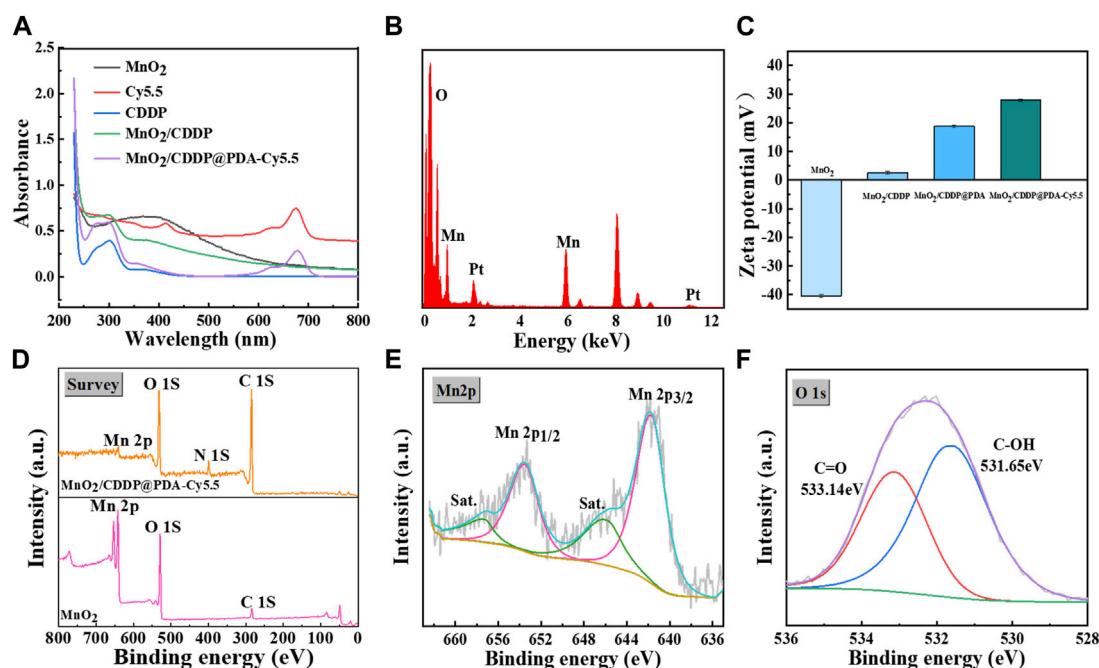 A
2.5
2.0
1.5
1.0
0.5
0.0
Absorbance
MnO2
Cy5.5
CDDP
MnO2/CDDP
MnO2/CDDP@PDA-Cy5.5
200 300 400 500 600 700 800
Wavelength (nm)
B
O
Mn
Pt
Mn
Pt
0 2 4 6 8 10 12
Energy (keV)
C
Zeta potential (mV)
40
30
20
10
0
-10
-20
-30
-40
MnO2
MnO2/CDDP
MnO2/CDDP@PDA
MnO2/CDDP@PDA-Cy5.5
D
Survey
Intensity (a.u.)
O 1S
C 1S
Mn 2p
N 1S
MnO2/CDDP@PDA-Cy5.5
Mn 2p
O 1S
C 1S
MnO2
800 700 600 500 400 300 200 100 0
Binding energy (eV)
E
Mn2p
Intensity (a.u.)
Mn 2p3/2
Mn 2p1/2
Sat.
Sat.
660 652 644 636
Binding energy (eV)
F
O 1s
Intensity (a.u.)
C=O
533.14eV
C-OH
531.65eV
536 534 532 530 528
Binding energy (eV)